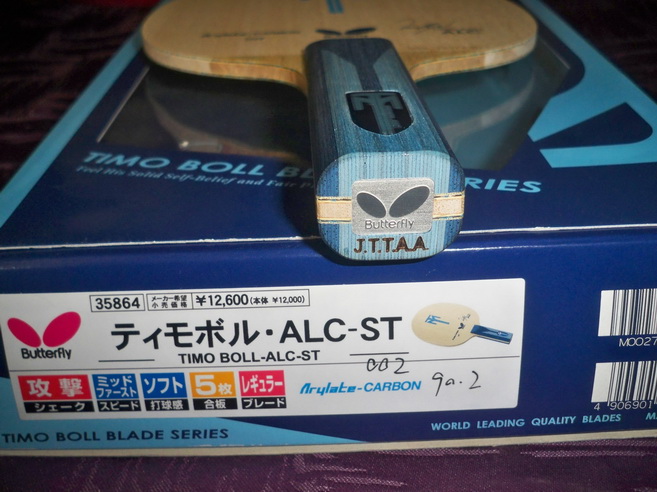 TIMO BOLL BL
ERIES
Feel His Solid Self-Belief and
Butterfly
J.T.T.A.A
35864
メーカー希望
小売価格
¥12,600(本体 ¥12,000)
Butterfly
ティモボル・ALC-ST
TIMO BOLL-ALC-ST
002
攻撃
シェーク
ミッド
ファースト
スピード
ソフト
打球感
5枚
合板
レギュラー
ブレード
Arylate-CARBON
9a.2
M0027
4 906901
TIMO BOLL BLADE SERIES
WORLD LEADING QUALITY BLADES